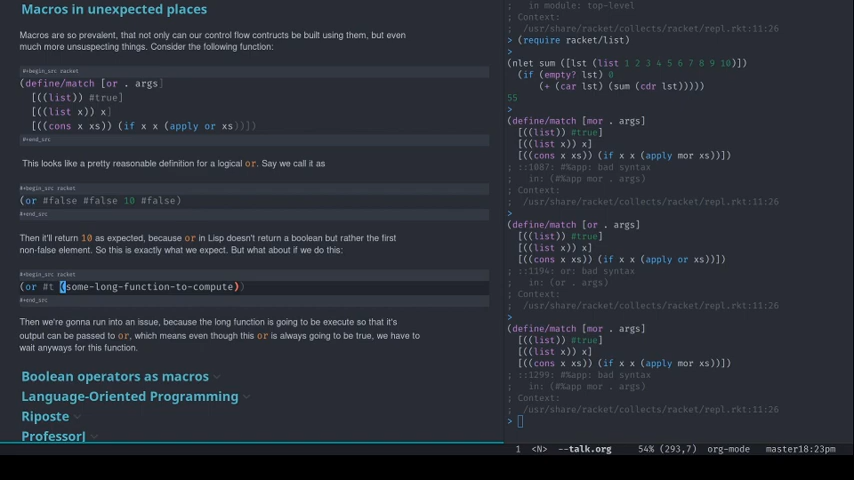 Macros in unexpected places
Macros are so prevalent, that not only can our control flow contructs be built using them, but even
much more unsuspecting things. Consider the following function:
#+begin_src racket
(define/match [or . args]
[((list)) #true]
[((list x)) x]
[((cons x xs)) (if x x (apply or xs))])
#+end_src
This looks like a pretty reasonable definition for a logical or. Say we call it as
#+begin_src racket
(or #false #false 10 #false)
#+end_src
Then it'll return 10 as expected, because or in Lisp doesn't return a boolean but rather the first
non-false element. So this is exactly what we expect. But what about if we do this:
#+begin_src racket
(or #t (some-long-function-to-compute))
#+end_src
Then we're gonna run into an issue, because the long function is going to be execute so that it's
output can be passed to or, which means even though this or is always going to be true, we have to
wait anyways for this function.
Boolean operators as macros
Language-Oriented Programming
Riposte
Professor
; in module: top-level
; Context:
; /usr/share/racket/collects/racket/repl.rkt:11:26
> (require racket/list)
>
(nlet sum ([lst (list 1 2 3 4 5 6 7 8 9 10)])
(if (empty? lst) 0
(+ (car lst) (sum (cdr lst)))))
55
>
(define/match [mor . args]
[((list)) #true]
[((list x)) x]
[((cons x xs)) (if x x (apply mor xs))])
; ::1087: #%app: bad syntax
; in: (#%app mor . args)
; Context:
; /usr/share/racket/collects/racket/repl.rkt:11:26
>
(define/match [or . args]
[((list)) #true]
[((list x)) x]
[((cons x xs)) (if x x (apply or xs))])
; ::1194: or: bad syntax
; in: (or . args)
; Context:
; /usr/share/racket/collects/racket/repl.rkt:11:26
>
(define/match [mor . args]
[((list)) #true]
[((list x)) x]
[((cons x xs)) (if x x (apply mor xs))])
; ::1299: #%app: bad syntax
; in: (#%app mor . args)
; Context:
; /usr/share/racket/collects/racket/repl.rkt:11:26
>
1 <N> --talk.org 54% (293,7) org-mode master18:23pm